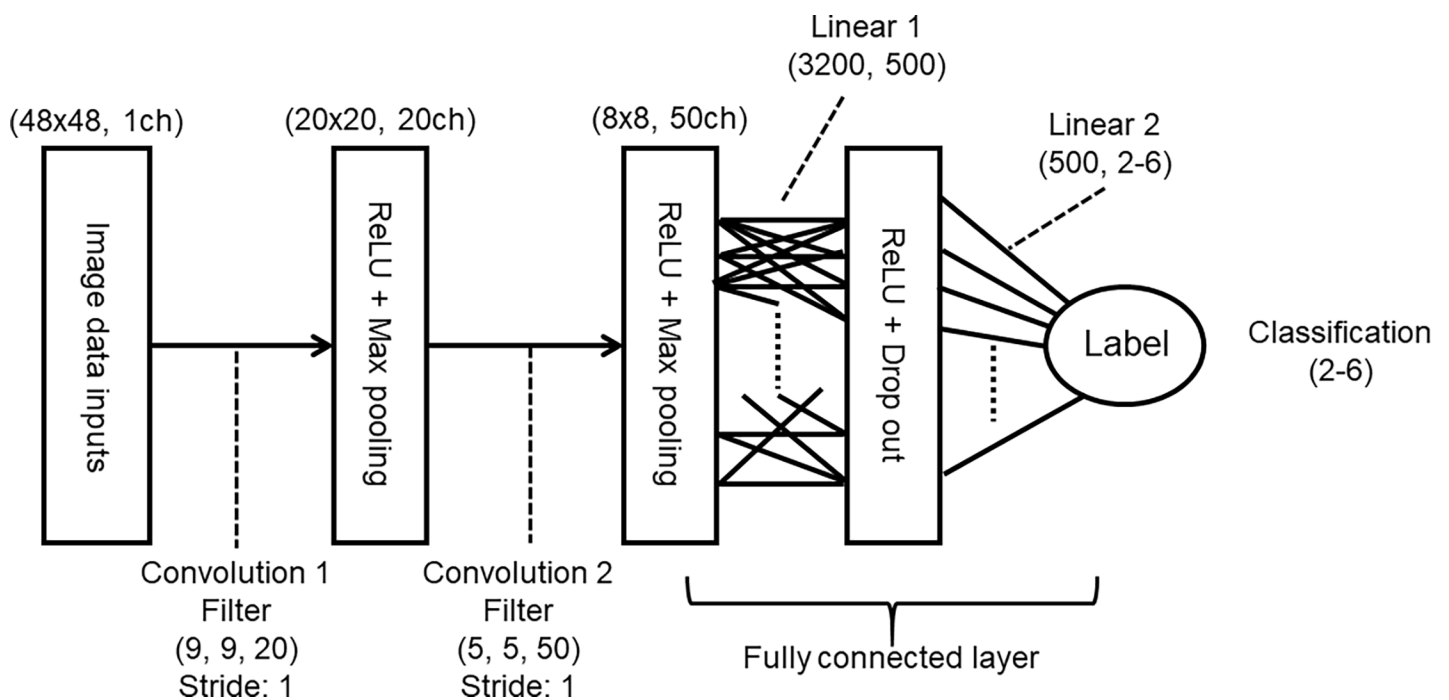 Linear 1
(3200, 500)
(48x48, 1ch)
(20x20, 20ch)
(8x8, 50ch)
Linear 2
(500, 2-6)
Image data inputs
ReLU + Max pooling
ReLU + Max pooling
ReLU + Drop out
Label
Classification
(2-6)
Convolution 1
Filter
(9, 9, 20)
Stride: 1
Convolution 2
Filter
(5, 5, 50)
Stride: 1
Fully connected layer